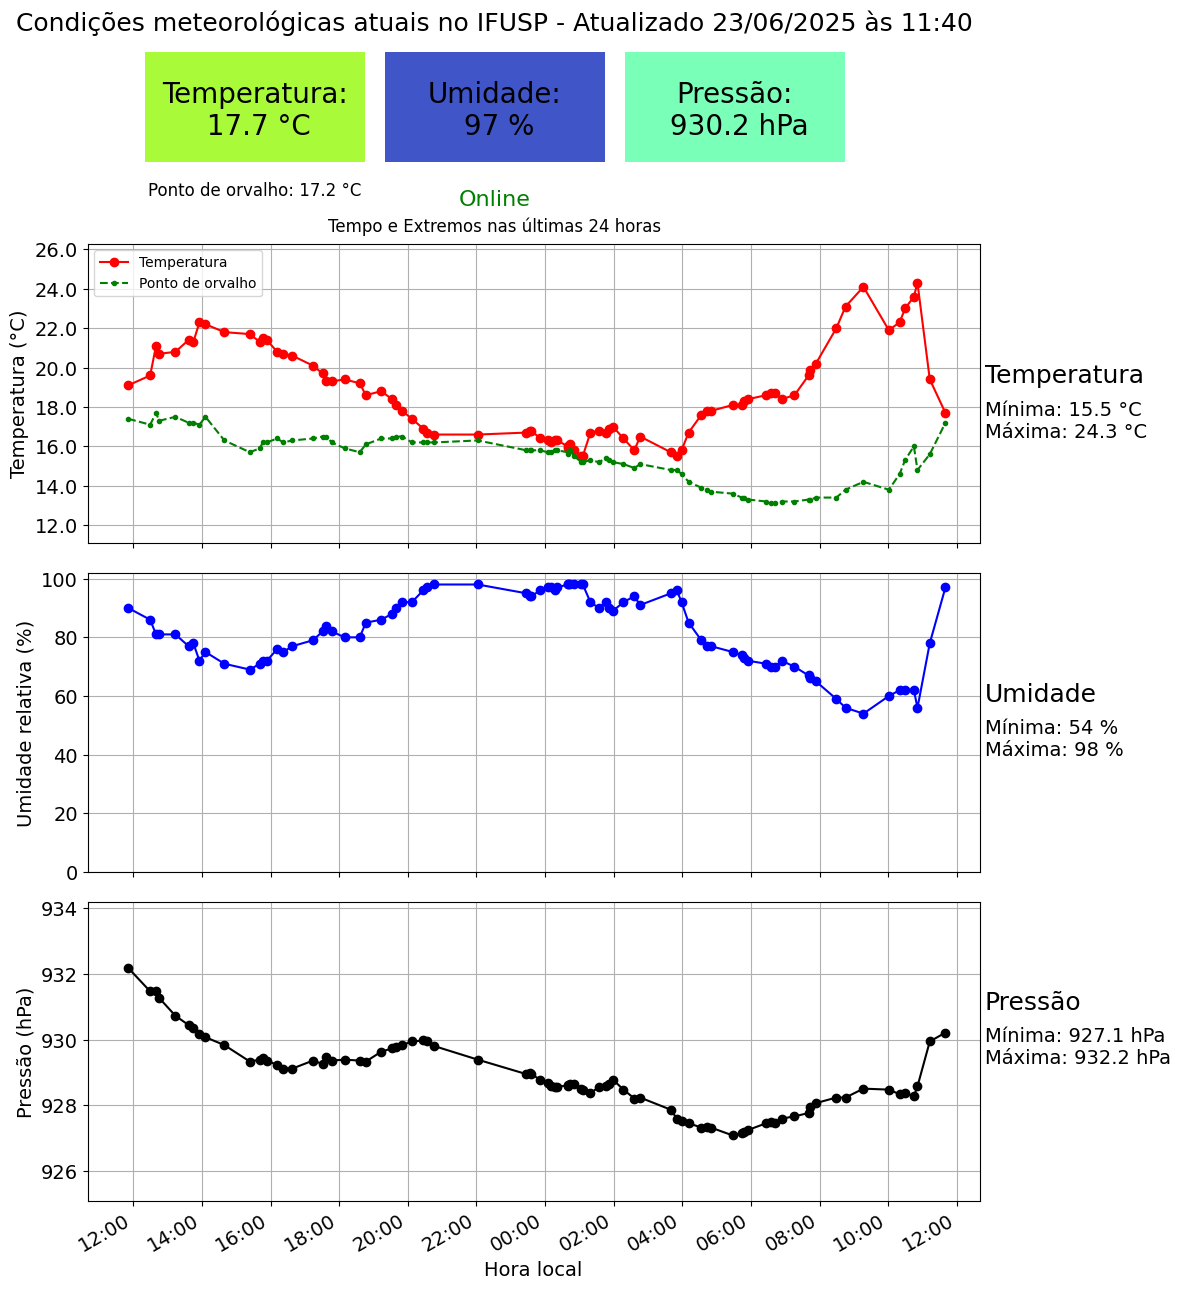 Condições meteorológicas atuais no IFUSP - Atualizado 23/06/2025 às 11:40
Temperatura:
17.7 °C
Umidade:
97 %
Pressão:
930.2 hPa
Ponto de orvalho: 17.2 °C
Online
Tempo e Extremos nas últimas 24 horas
Temperatura (°C)
26.0
24.0
22.0
20.0
18.0
16.0
14.0
12.0
Temperatura
Ponto de orvalho
Temperatura
Mínima: 15.5 °C
Máxima: 24.3 °C
Umidade relativa (%)
100
80
60
40
20
0
Umidade
Mínima: 54 %
Máxima: 98 %
Pressão (hPa)
934
932
930
928
926
Pressão
Mínima: 927.1 hPa
Máxima: 932.2 hPa
12:00
14:00
16:00
18:00
20:00
22:00
00:00
02:00
04:00
06:00
08:00
10:00
12:00
Hora local